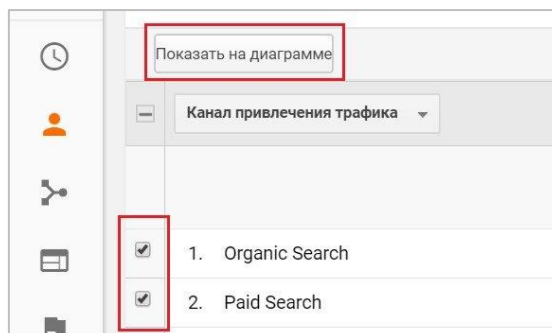 Показать на диаграмме
Канал привлечения трафика
1. Organic Search
2. Paid Search